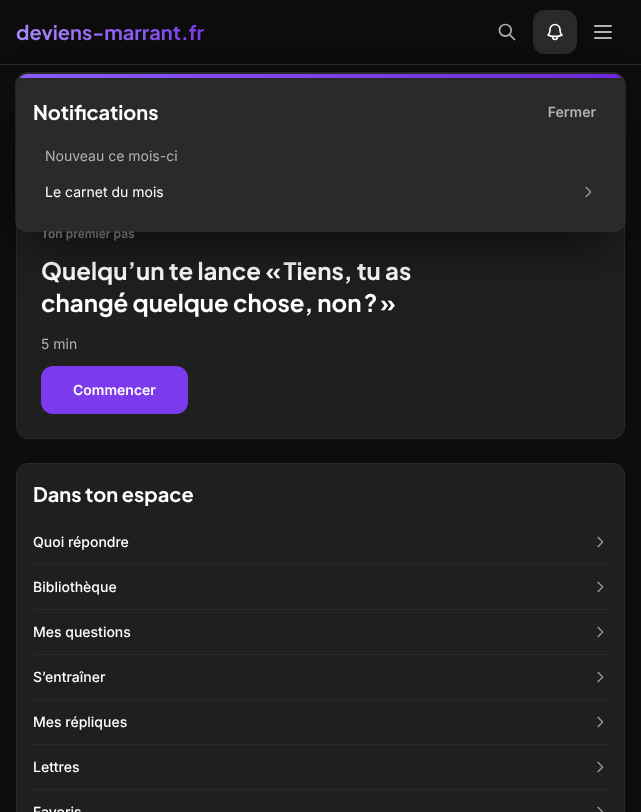 deviens-marrant.fr
Notifications
Fermer
Nouveau ce mois-ci
Le carnet du mois
Ton premier pas
Quelqu’un te lance « Tiens, tu as
changé quelque chose, non ? »
5 min
Commencer
Dans ton espace
Quoi répondre
Bibliothèque
Mes questions
S’entraîner
Mes répliques
Lettres
Favoris